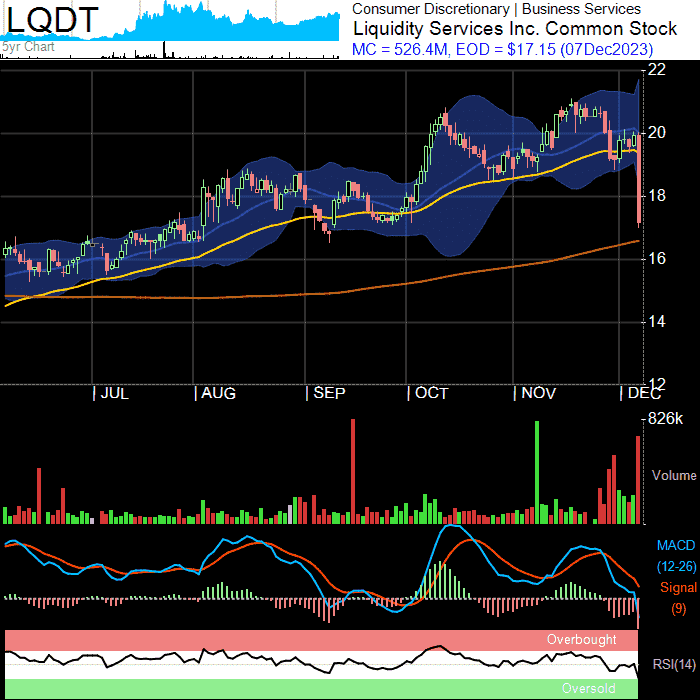 LQDT
5yr Chart
Consumer Discretionary | Business Services
Liquidity Services Inc. Common Stock
MC = 526.4M, EOD = $17.15 (07Dec2023)
22
20
18
16
14
12
| JUL | AUG | SEP | OCT | NOV | DEC
826k
Volume
MACD
(12-26)
Signal
(9)
Overbought
RSI(14)
Oversold